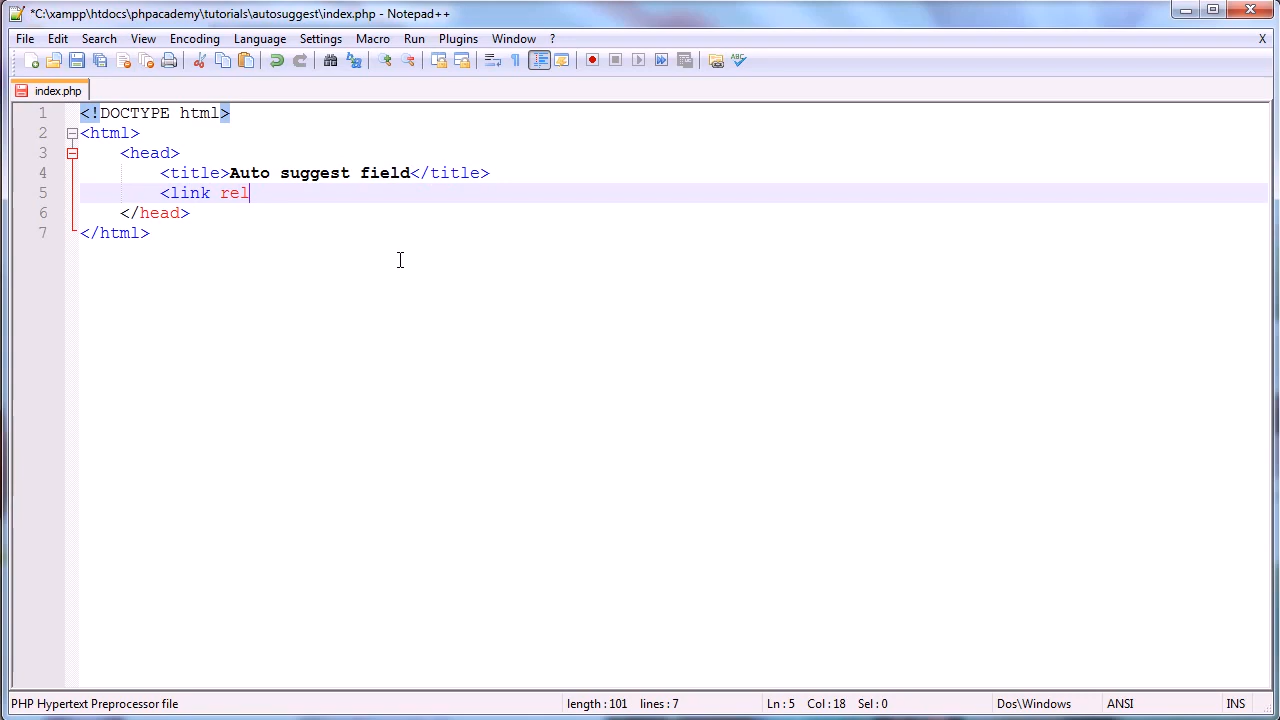 *C:\xampp\htdocs\phpacademy\tutorials\autosuggest\index.php - Notepad++
File Edit Search View Encoding Language Settings Macro Run Plugins Window ? X
index.php
1 <!DOCTYPE html>
2 <html>
3 <head>
4 <title>Auto suggest field</title>
5 <link rel
6 </head>
7 </html>
PHP Hypertext Preprocessor file length : 101 lines : 7 Ln : 5 Col : 18 Sel : 0 Dos\Windows ANSI INS